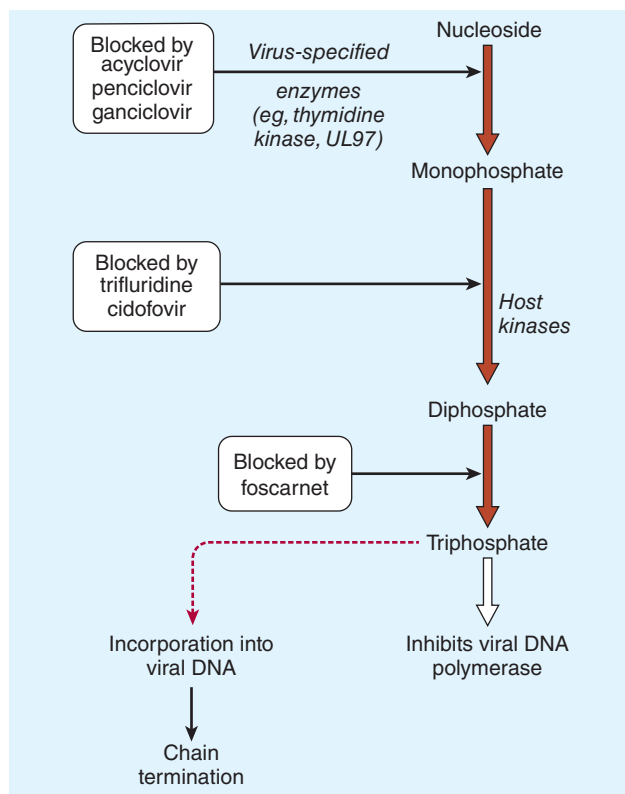 Nucleoside
Blocked by
acyclovir
penciclovir
ganciclovir
Virus-specified
enzymes
(eg, thymidine
kinase, UL97)
Monophosphate
Blocked by
trifluridine
cidofovir
Host
kinases
Diphosphate
Blocked by
foscarnet
Triphosphate
Incorporation into
viral DNA
Inhibits viral DNA
polymerase
Chain
termination